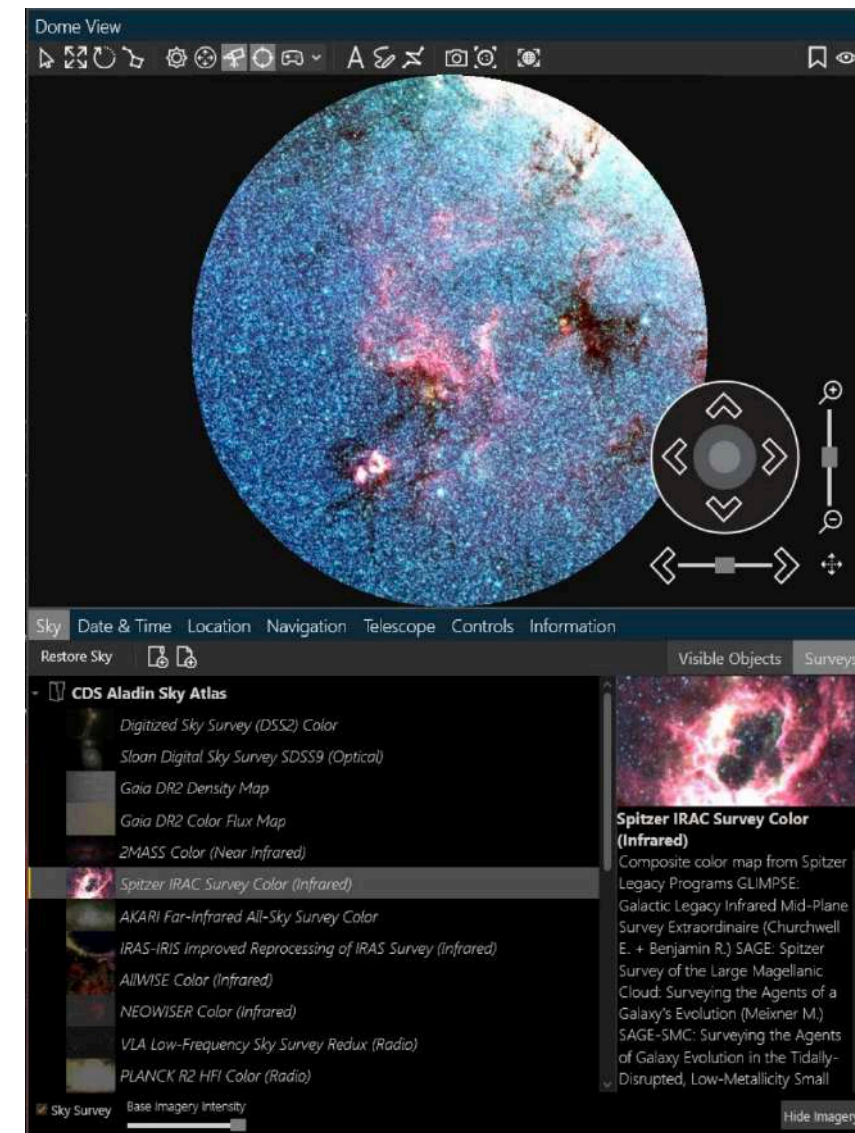 Dome View
Sky Date & Time Location Navigation Telescope Controls Information
Restore Sky Visible Objects Surveys
CDS Aladin Sky Atlas
Digitized Sky Survey (DSS2) Color
Sloan Digital Sky Survey SDSS9 (Optical)
Gaia DR2 Density Map
Gaia DR2 Color Flux Map
2MASS Color (Near Infrared)
Spitzer IRAC Survey Color (Infrared)
AKARI Far-Infrared All-Sky Survey Color
IRAS-IRIS Improved Reprocessing of IRAS Survey (Infrared)
AllWISE Color (Infrared)
NEOWISER Color (Infrared)
VLA Low-Frequency Sky Survey Redux (Radio)
PLANCK R2 HFI Color (Radio)
Spitzer IRAC Survey Color
(Infrared)
Composite color map from Spitzer
Legacy Programs GLIMPSE:
Galactic Legacy Infrared Mid-Plane
Survey Extraordinaire (Churchwell
E. + Benjamin R.) SAGE: Spitzer
Survey of the Large Magellanic
Cloud: Surveying the Agents of a
Galaxy's Evolution (Meixner M.)
SAGE-SMC: Surveying the Agents
of Galaxy Evolution in the Tidally-
Disrupted, Low-Metallicity Small
Sky Survey Base Imagery Intensity
Hide Imagery